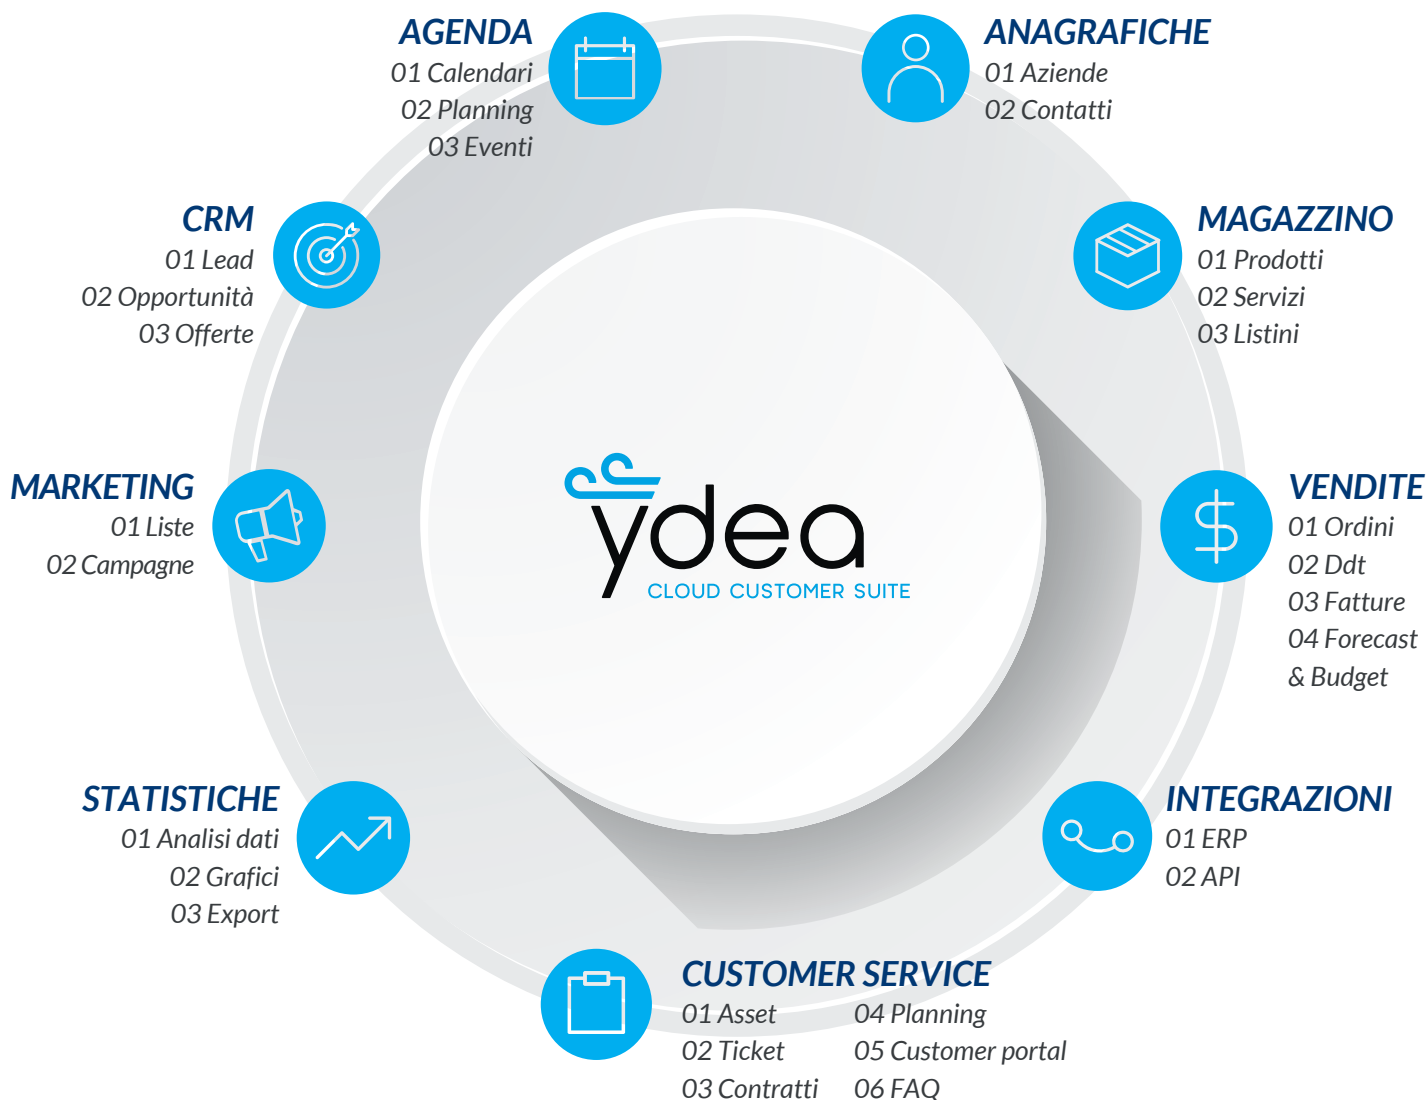 AGENDA
01 Calendari
02 Planning
03 Eventi
ANAGRAFICHE
01 Aziende
02 Contatti
CRM
01 Lead
02 Opportunità
03 Offerte
MAGAZZINO
01 Prodotti
02 Servizi
03 Listini
MARKETING
01 Liste
02 Campagne
ydea
CLOUD CUSTOMER SUITE
VENDITE
01 Ordini
02 Ddt
03 Fatture
04 Forecast
& Budget
STATISTICHE
01 Analisi dati
02 Grafici
03 Export
INTEGRAZIONI
01 ERP
02 API
CUSTOMER SERVICE
01 Asset
02 Ticket
03 Contratti
04 Planning
05 Customer portal
06 FAQ